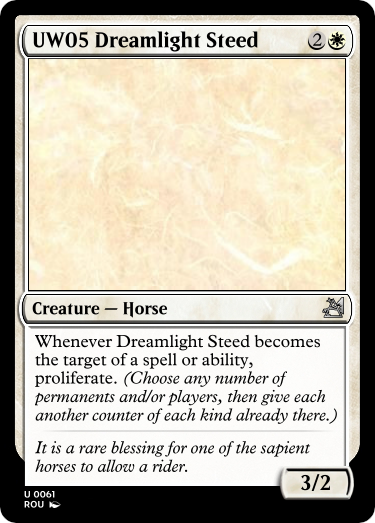 UW05 Dreamlight Steed 2
Creature — Horse
Whenever Dreamlight Steed becomes
the target of a spell or ability,
proliferate. (Choose any number of
permanents and/or players, then give each
another counter of each kind already there.)
It is a rare blessing for one of the sapient
horses to allow a rider.
3/2
U 0061
ROU